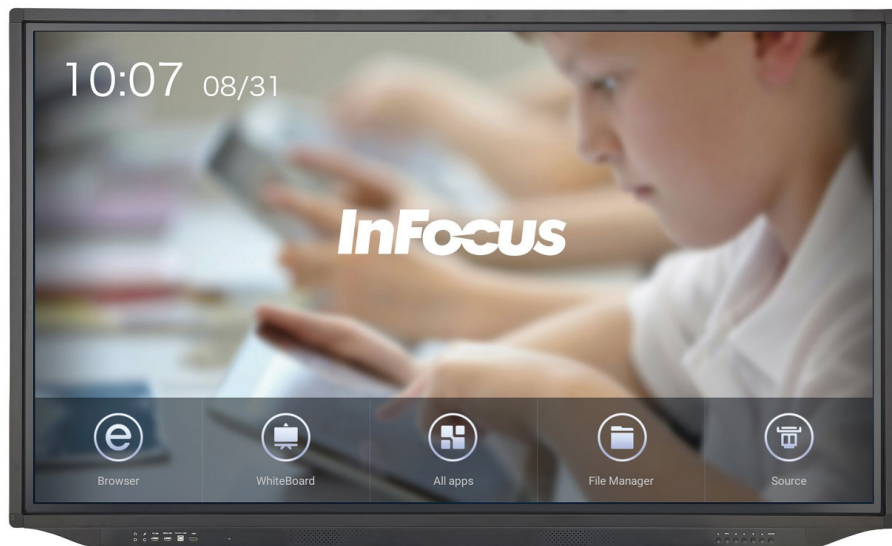 10:07 08/31
InFocus
Browser
WhiteBoard
All apps
File Manager
Source